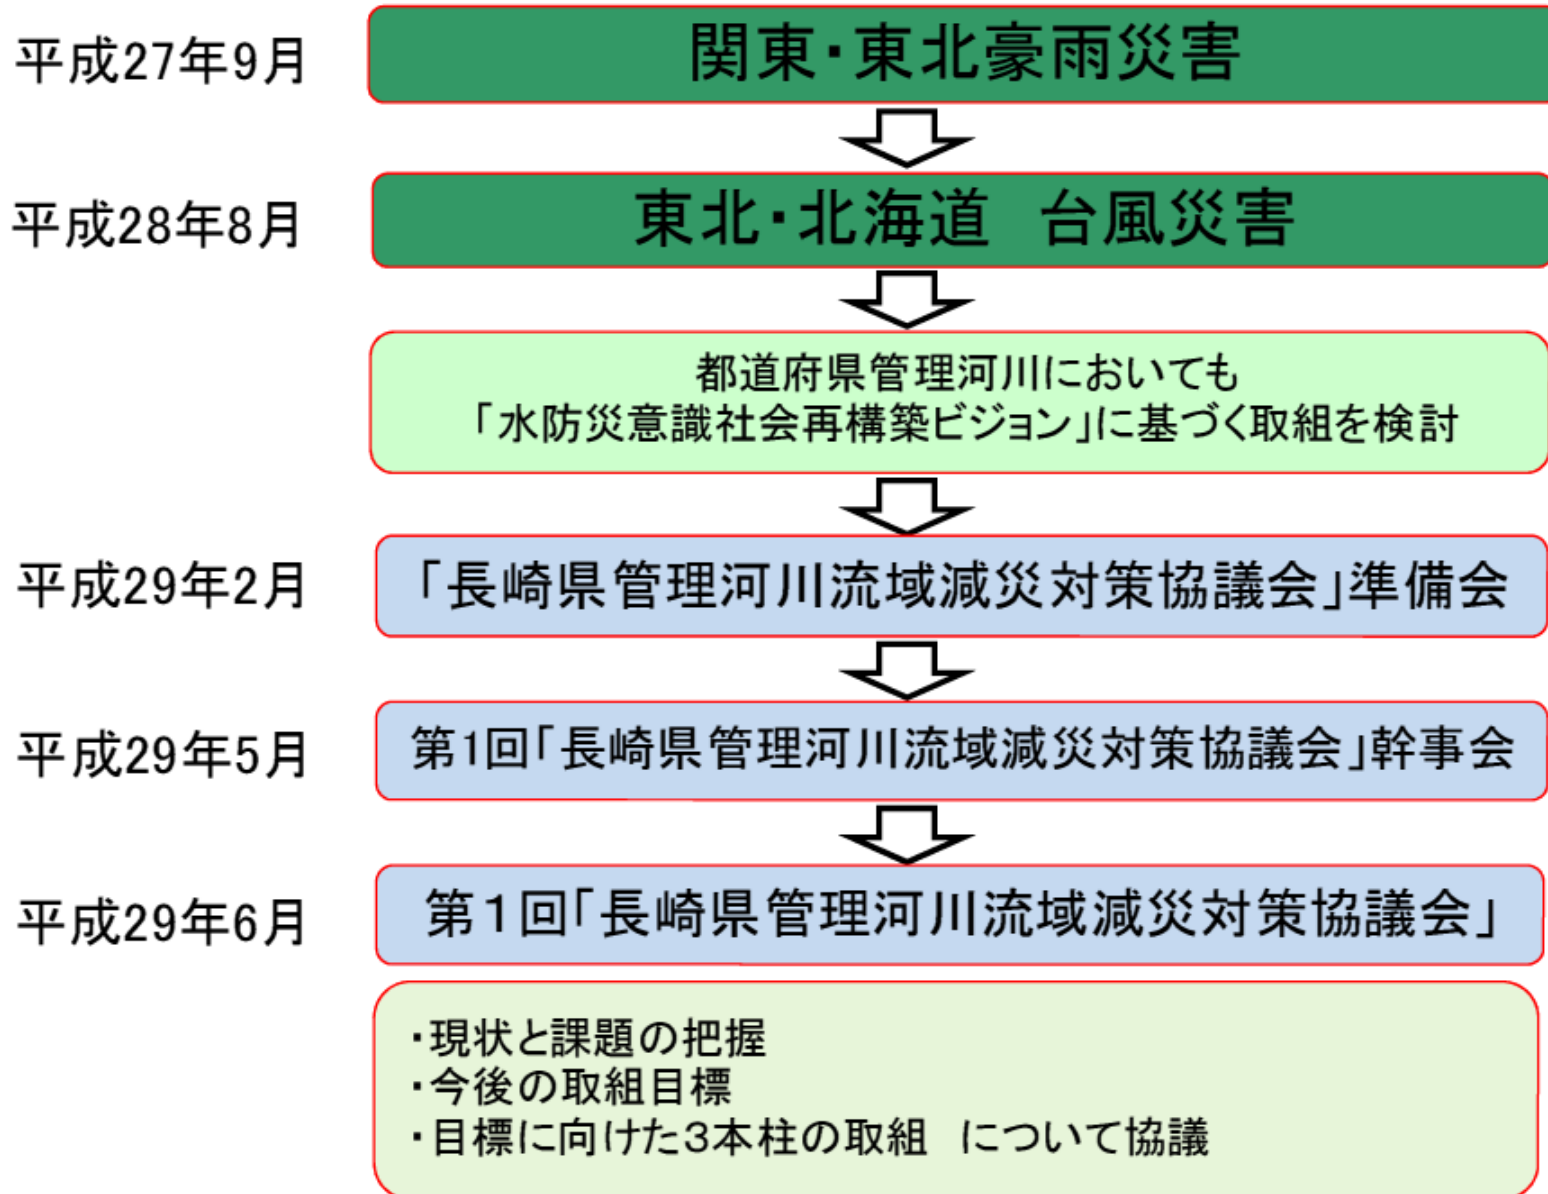 平成27年9月
関東・東北豪雨災害
平成28年8月
東北・北海道　台風災害
都道府県管理河川においても
「水防災意識社会再構築ビジョン」に基づく取組を検討
平成29年2月
「長崎県管理河川流域減災対策協議会」準備会
平成29年5月
第1回「長崎県管理河川流域減災対策協議会」幹事会
平成29年6月
第１回「長崎県管理河川流域減災対策協議会」
・現状と課題の把握
・今後の取組目標
・目標に向けた３本柱の取組　について協議